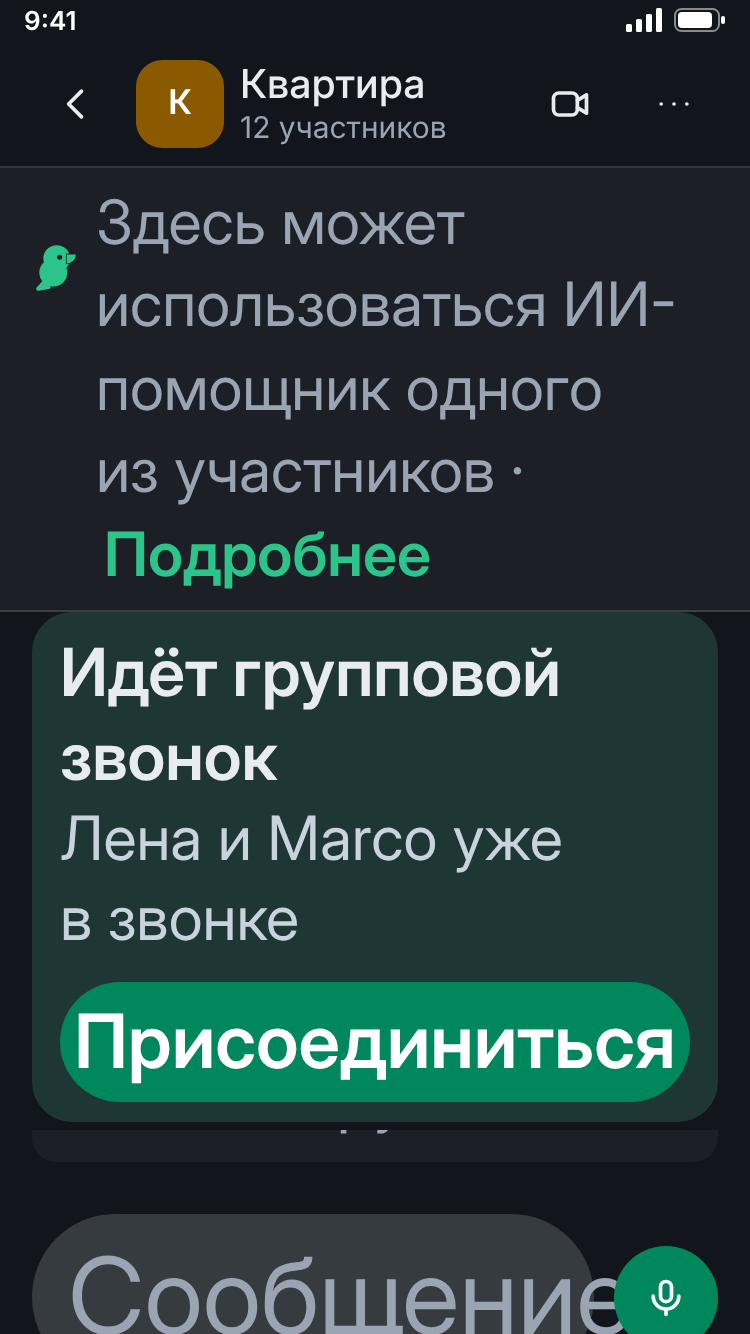 9:41
К
Квартира
12 участников
Здесь может
использоваться ИИ-
помощник одного
из участников ·
Подробнее
Идёт групповой
звонок
Лена и Marco уже
в звонке
Присоединиться
Сообщение